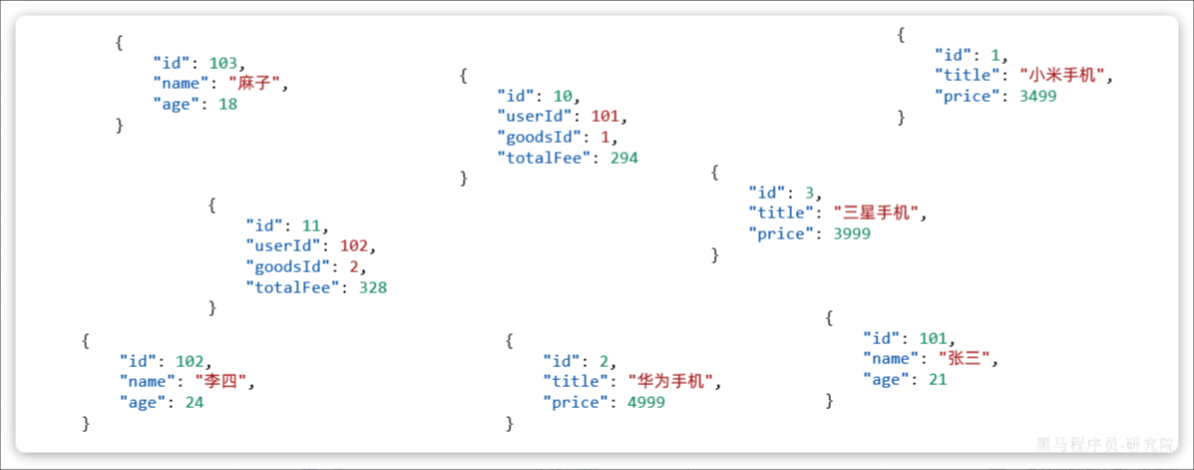 {
"id": 103,
"name": "麻子",
"age": 18
}
{
"id": 10,
"userId": 101,
"goodsId": 1,
"totalFee": 294
}
{
"id": 1,
"title": "小米手机",
"price": 3499
}
{
"id": 11,
"userId": 102,
"goodsId": 2,
"totalFee": 328
}
{
"id": 3,
"title": "三星手机",
"price": 3999
}
{
"id": 102,
"name": "李四",
"age": 24
}
{
"id": 2,
"title": "华为手机",
"price": 4999
}
{
"id": 101,
"name": "张三",
"age": 21
}
黑马程序员-研究院